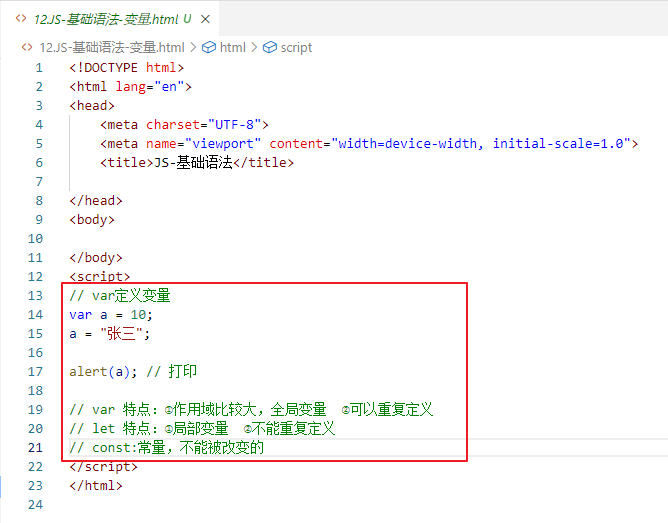 12.JS-基础语法-变量.html U
12.JS-基础语法-变量.html > html > script
1 <!DOCTYPE html>
2 <html lang="en">
3 <head>
4 <meta charset="UTF-8">
5 <meta name="viewport" content="width=device-width, initial-scale=1.0">
6 <title>JS-基础语法</title>
7
8 </head>
9 <body>
10
11 </body>
12 <script>
13 // var定义变量
14 var a = 10;
15 a = "张三";
16
17 alert(a); // 打印
18
19 // var 特点: ①作用域比较大, 全局变量 ②可以重复定义
20 // let 特点: ①局部变量 ②不能重复定义
21 // const:常量, 不能被改变的
22 </script>
23 </html>
24